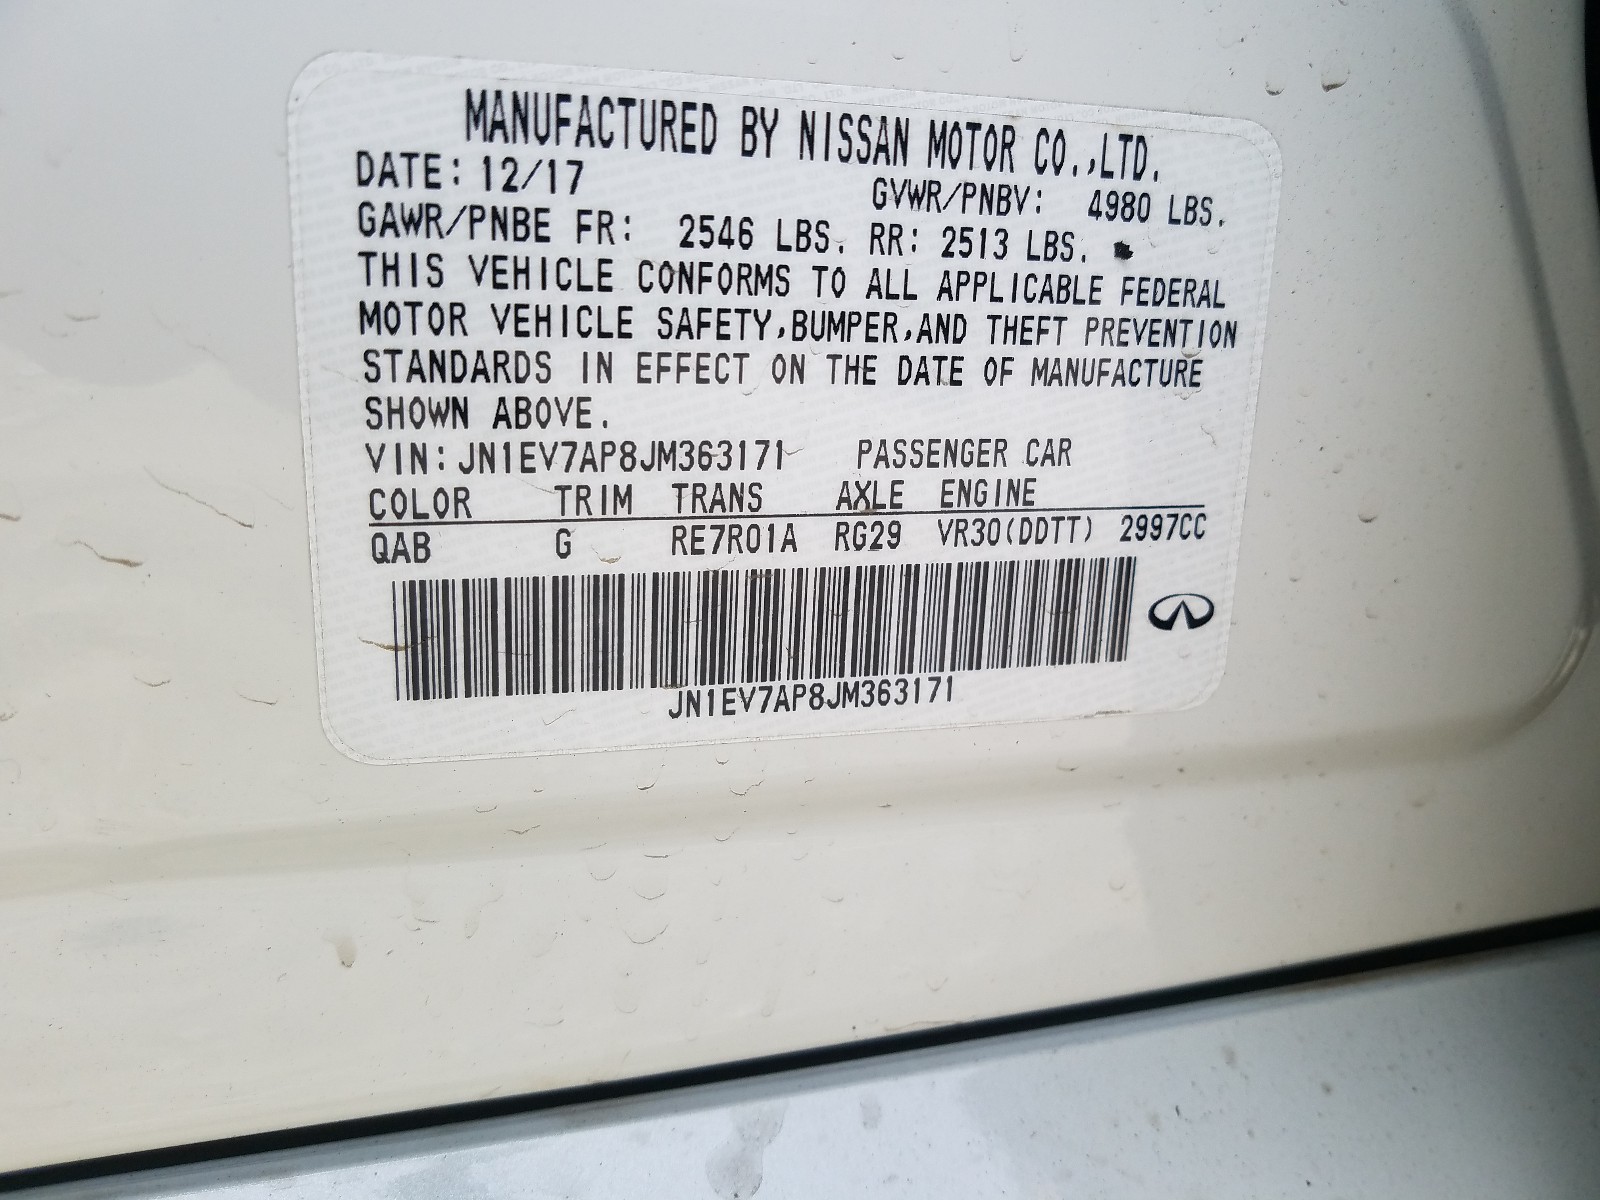 MANUFACTURED BY NISSAN MOTOR CO.,LTD.
DATE: 12/17 GVWR/PNBV: 4980 LBS.
GAWR/PNBE FR: 2546 LBS. RR: 2513 LBS.
THIS VEHICLE CONFORMS TO ALL APPLICABLE FEDERAL
MOTOR VEHICLE SAFETY,BUMPER,AND THEFT PREVENTION
STANDARDS IN EFFECT ON THE DATE OF MANUFACTURE
SHOWN ABOVE.
VIN: JN1EV7AP8JM363171 PASSENGER CAR
COLOR TRIM TRANS AXLE ENGINE
QAB G RE7R01A RG29 VR30(DDTT) 2997CC
JN1EV7AP8JM363171